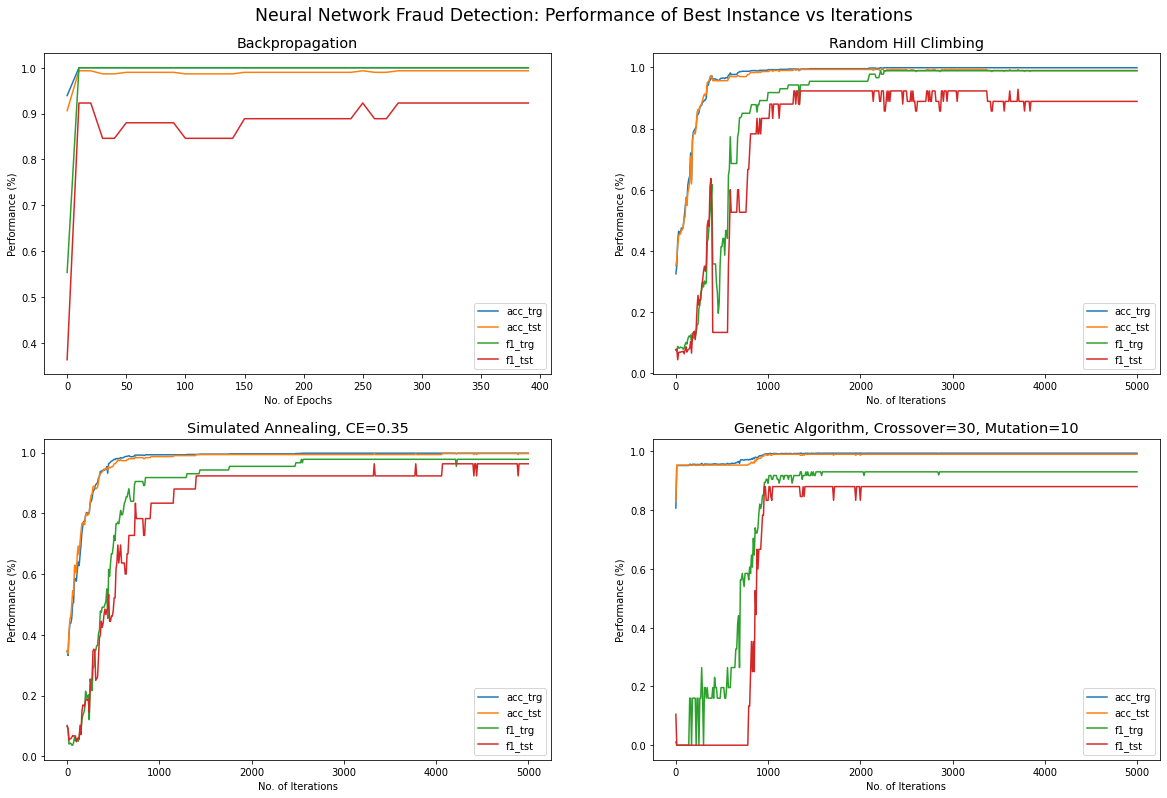 Neural Network Fraud Detection: Performance of Best Instance vs Iterations
Backpropagation
Performance (%)
1.0
0.9
0.8
0.7
0.6
0.5
0.4
0 50 100 150 200 250 300 350 400
No. of Epochs
acc_trg
acc_tst
f1_trg
f1_tst
Random Hill Climbing
Performance (%)
1.0
0.8
0.6
0.4
0.2
0.0
0 1000 2000 3000 4000 5000
No. of Iterations
acc_trg
acc_tst
f1_trg
f1_tst
Simulated Annealing, CE=0.35
Performance (%)
1.0
0.8
0.6
0.4
0.2
0.0
0 1000 2000 3000 4000 5000
No. of Iterations
acc_trg
acc_tst
f1_trg
f1_tst
Genetic Algorithm, Crossover=30, Mutation=10
Performance (%)
1.0
0.8
0.6
0.4
0.2
0.0
0 1000 2000 3000 4000 5000
No. of Iterations
acc_trg
acc_tst
f1_trg
f1_tst